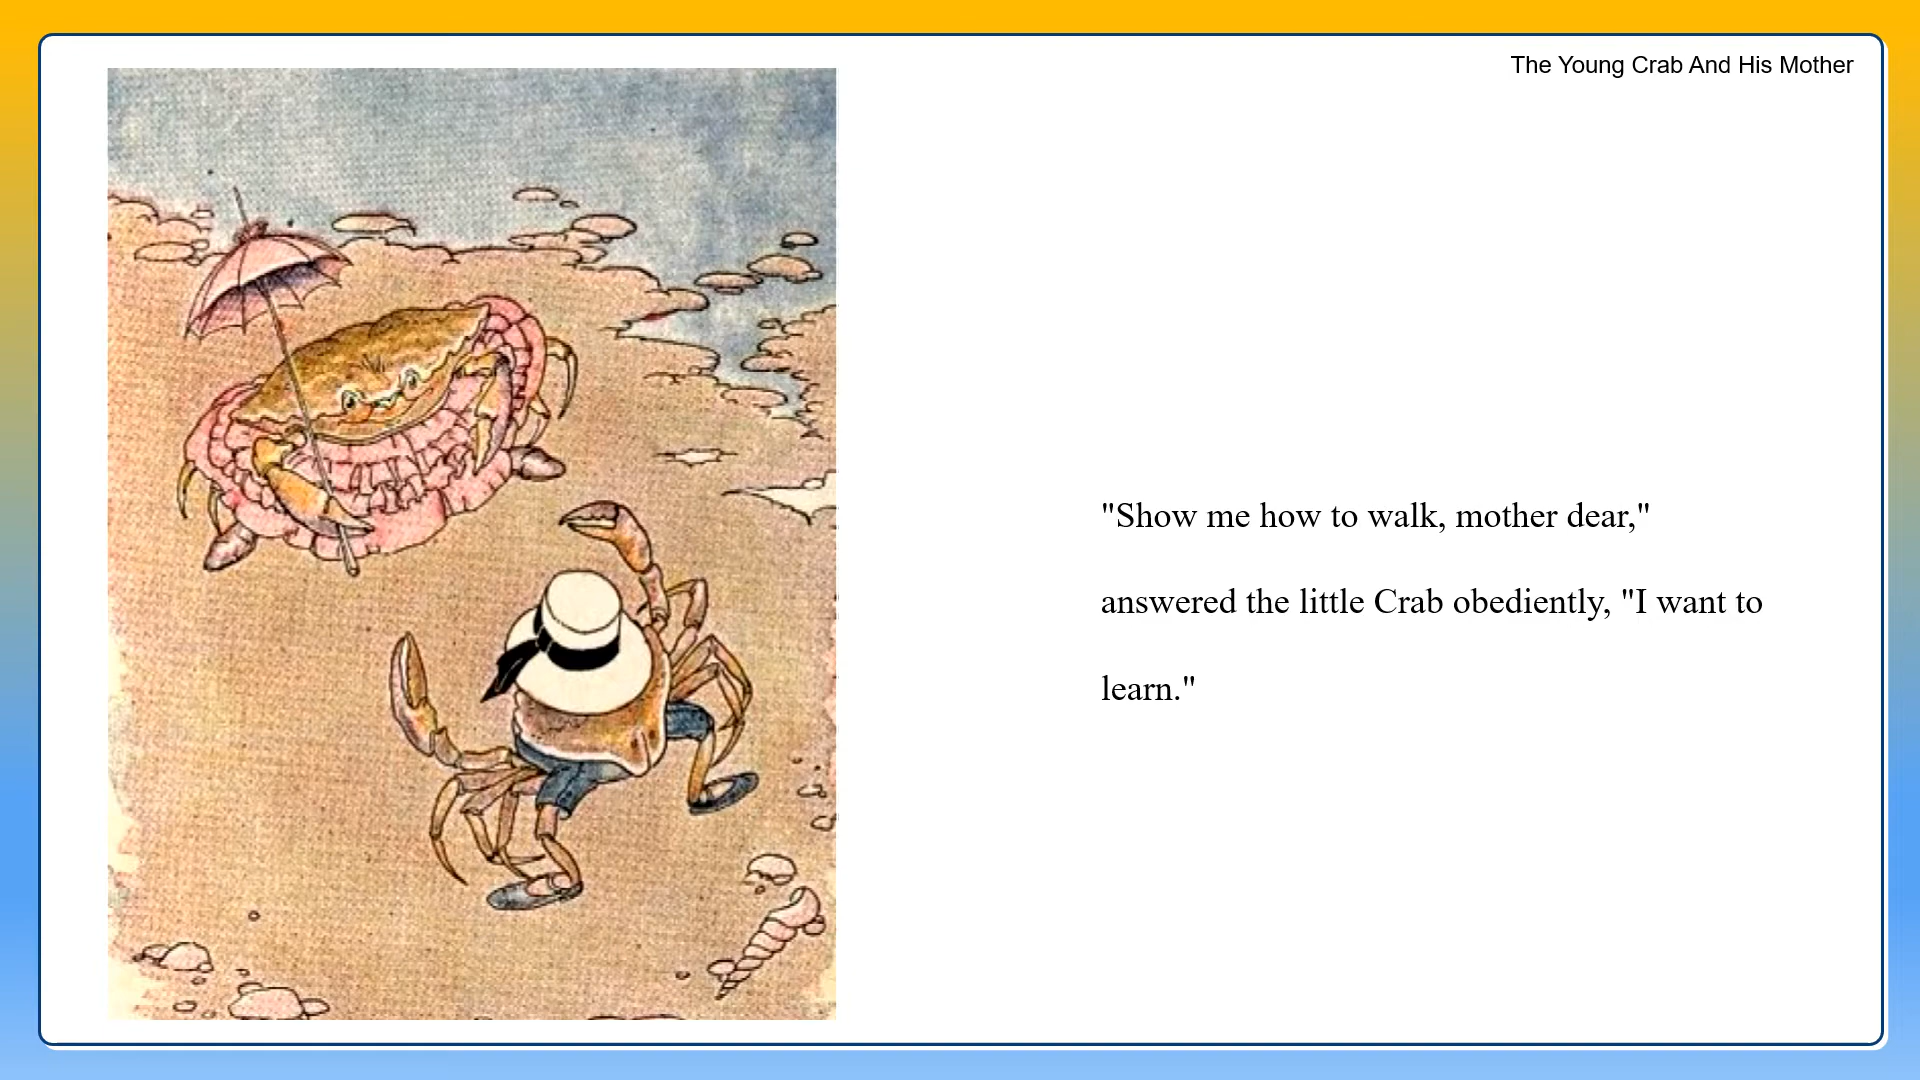 The Young Crab And His Mother
"Show me how to walk, mother dear,"
answered the little Crab obediently, "I want to
learn."